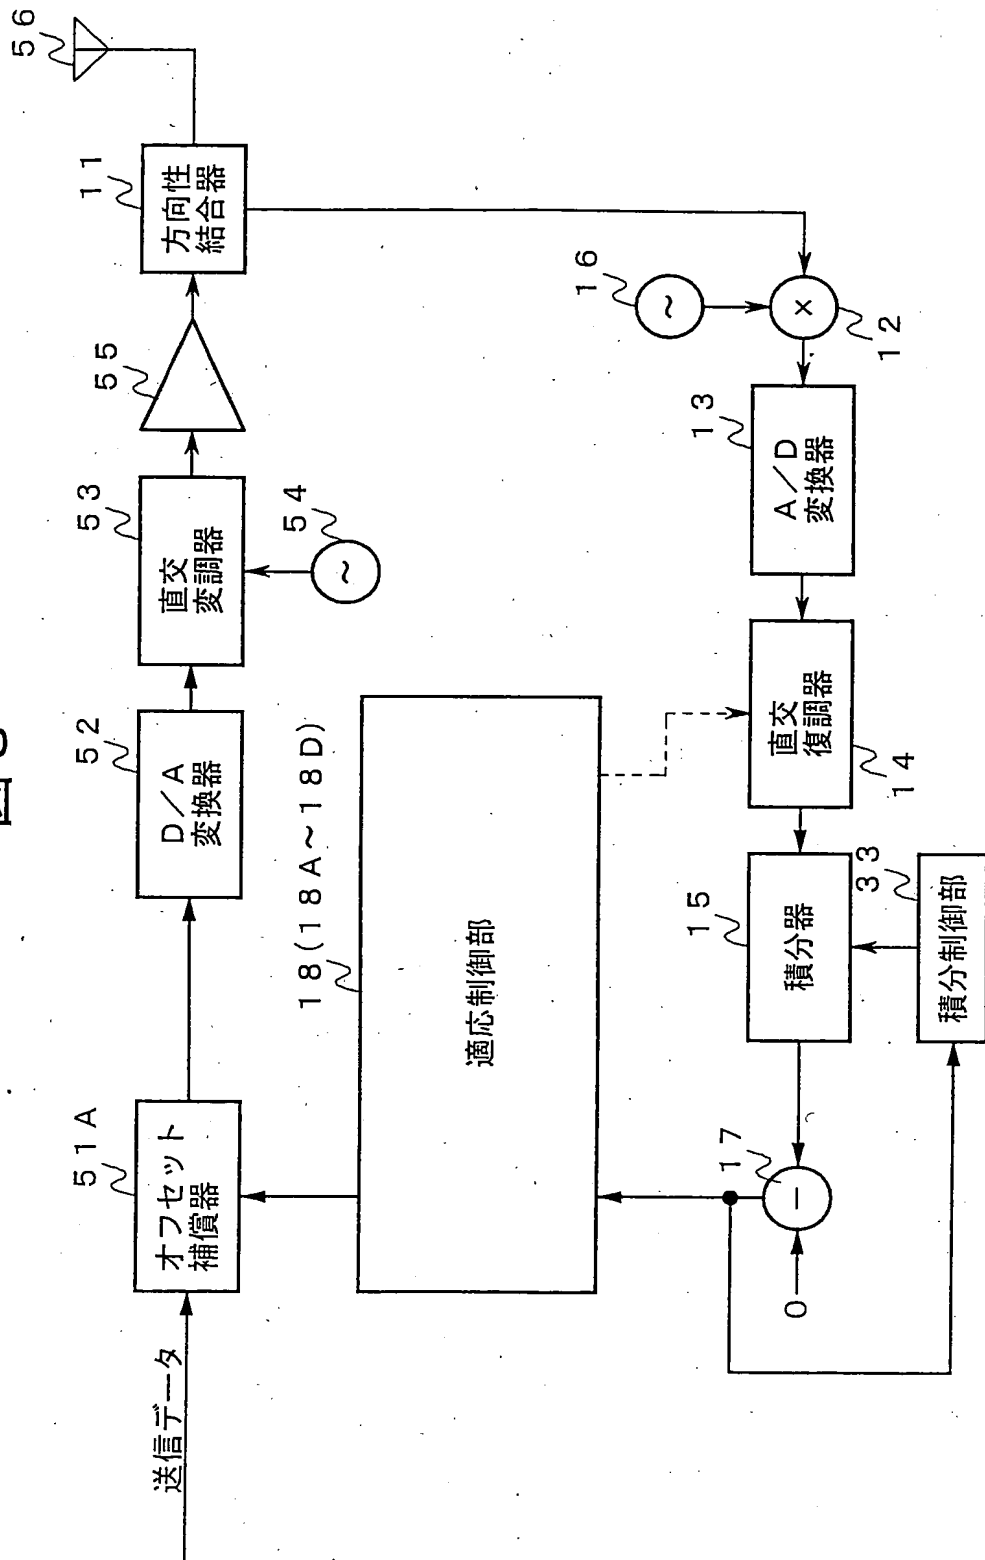 送信データ
51A
オフセット
補償器
52
D/A
変換器
53
直交
変調器
54
~
55
11
方向性
結合器
56
18(18A~18D)
適応制御部
16
~
×
12
13
A/D
変換器
直交
復調器
14
15
積分器
33
積分制御部
17
−
0